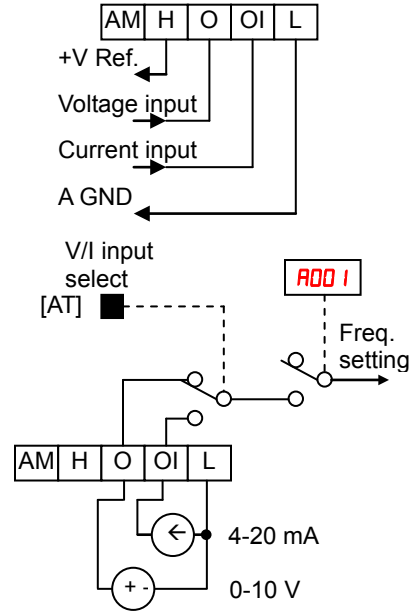 AM H O OI L
+V Ref.
Voltage input
Current input
A GND
V/I input
select
[AT]
A001
Freq.
setting
AM H O OI L
4-20 mA
+ -
0-10 V